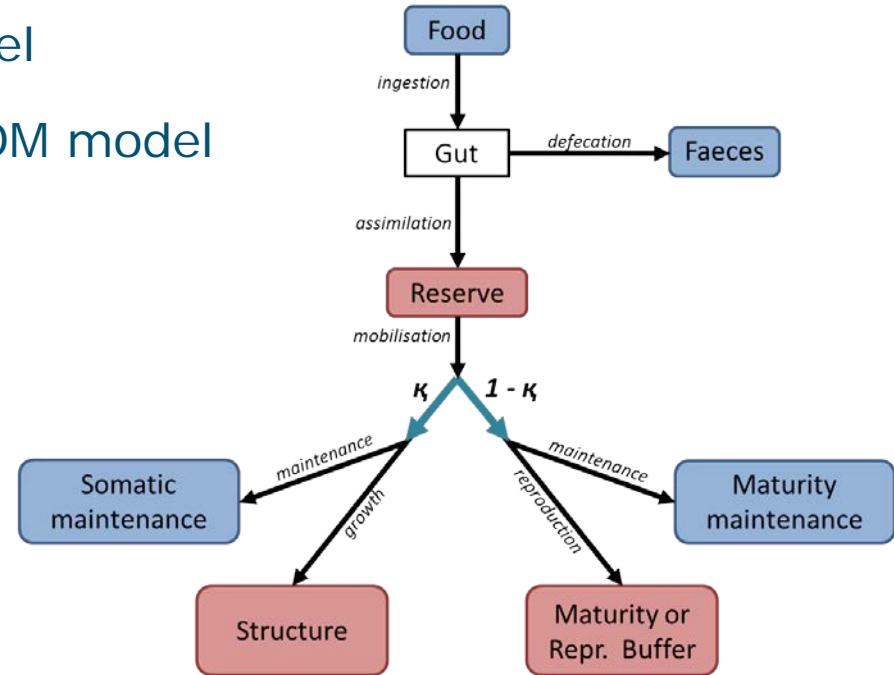 el
Food
DM model
ingestion
Gut
defecation
Faeces
assimilation
Reserve
mobilisation
қ
1 - қ
maintenance
maintenance
Somatic
maintenance
growth
reproduction
Maturity
maintenance
Structure
Maturity or
Repr. Buffer